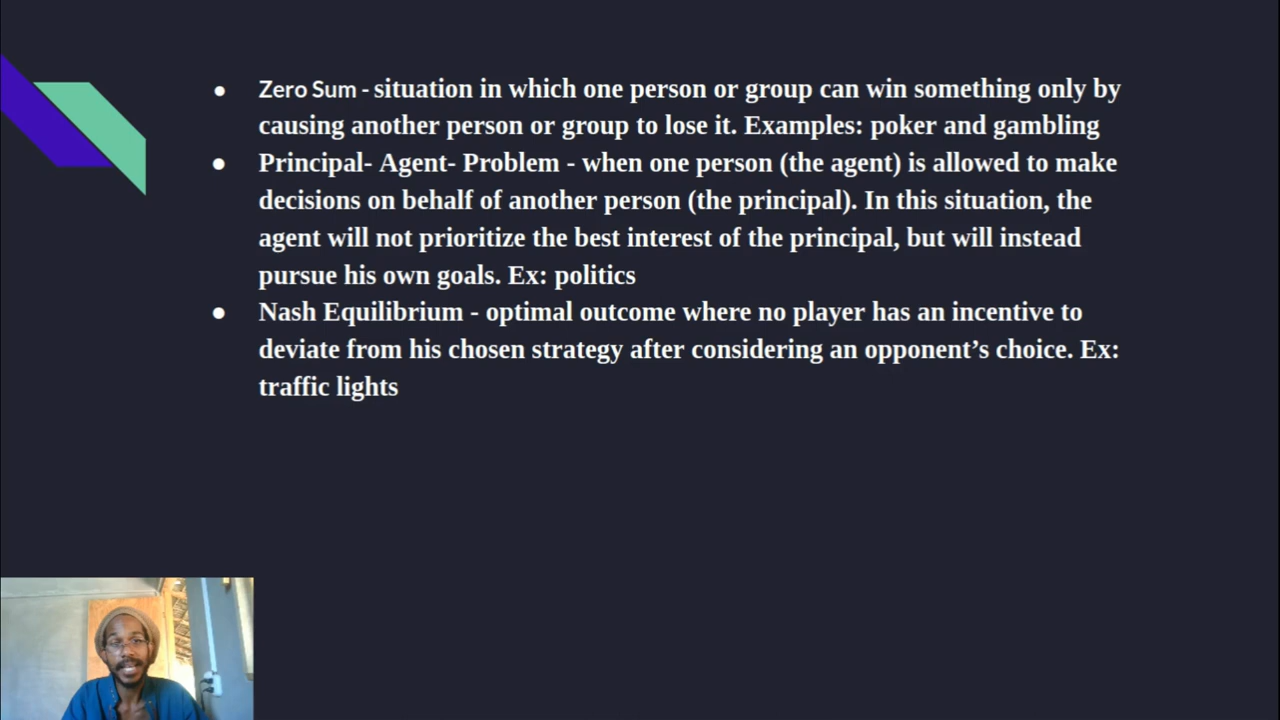 ● Zero Sum - situation in which one person or group can win something only by
causing another person or group to lose it. Examples: poker and gambling
● Principal- Agent- Problem - when one person (the agent) is allowed to make
decisions on behalf of another person (the principal). In this situation, the
agent will not prioritize the best interest of the principal, but will instead
pursue his own goals. Ex: politics
● Nash Equilibrium - optimal outcome where no player has an incentive to
deviate from his chosen strategy after considering an opponent’s choice. Ex:
traffic lights